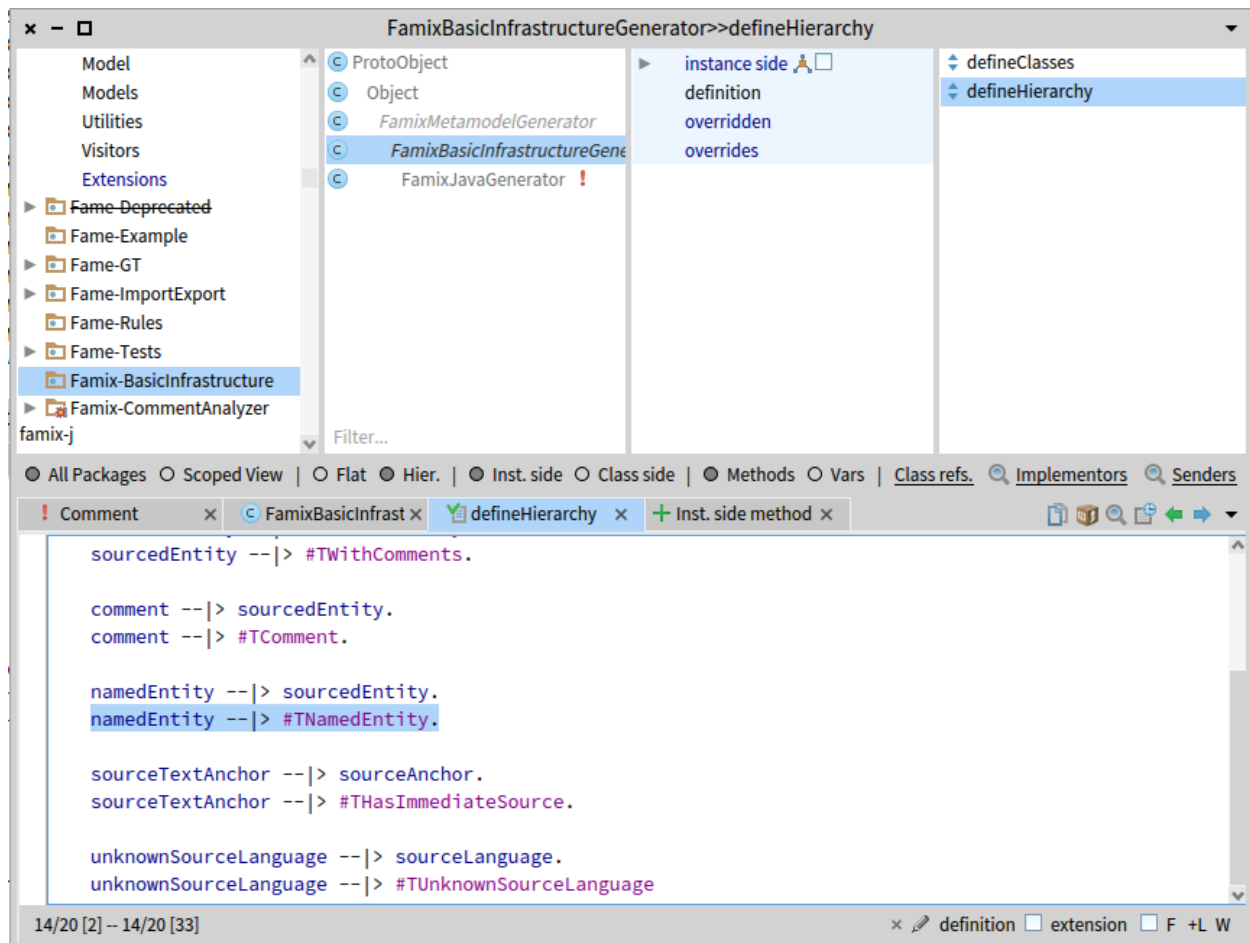 FamixBasicInfrastructureGenerator>>defineHierarchy
Model
Models
Utilities
Visitors
Extensions
Fame-Deprecated
Fame-Example
Fame-GT
Fame-ImportExport
Fame-Rules
Fame-Tests
Famix-BasicInfrastructure
Famix-CommentAnalyzer
famix-j
ProtoObject
Object
FamixMetamodelGenerator
FamixBasicInfrastructureGene
FamixJavaGenerator !
Filter...
instance side
definition
overridden
overrides
defineClasses
defineHierarchy
All Packages Scoped View | Flat Hier. | Inst. side Class side | Methods Vars | Class refs. Implementors Senders
! Comment × FamixBasicInfrast × defineHierarchy × + Inst. side method ×
sourcedEntity --|> #TWithComments.
comment --|> sourcedEntity.
comment --|> #TComment.
namedEntity --|> sourcedEntity.
namedEntity --|> #TNamedEntity.
sourceTextAnchor --|> sourceAnchor.
sourceTextAnchor --|> #THasImmediateSource.
unknownSourceLanguage --|> sourceLanguage.
unknownSourceLanguage --|> #TUnknownSourceLanguage
14/20 [2] -- 14/20 [33] × definition extension F +L W